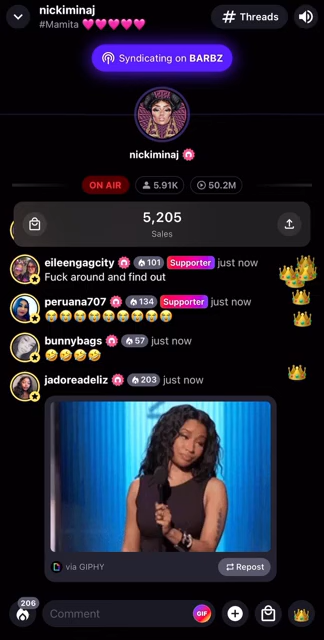 nickiminaj
#Mamita 💖💖💖💖💖
# Threads
Syndicating on BARBZ
nickiminaj
ON AIR
5.91K
50.2M
5,205
Sales
eileengagcity 101 Supporter just now
Fuck around and find out
peruana707 134 Supporter just now
😭😭😭😭😭😭😭😭😭
bunnybags 57 just now
🤣🤣🤣🤣
jadoreadeliz 203 just now
via GIPHY
Repost
206
Comment
GIF